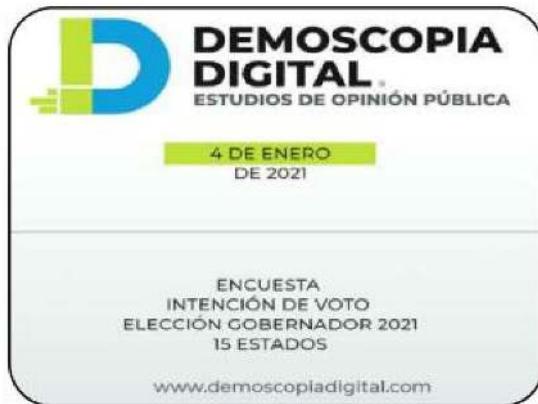 DEMOSCOPIA
DIGITAL®
ESTUDIOS DE OPINIÓN PÚBLICA
4 DE ENERO
DE 2021
ENCUESTA
INTENCIÓN DE VOTO
ELECCIÓN GOBERNADOR 2021
15 ESTADOS
www.demoscopiadigital.com